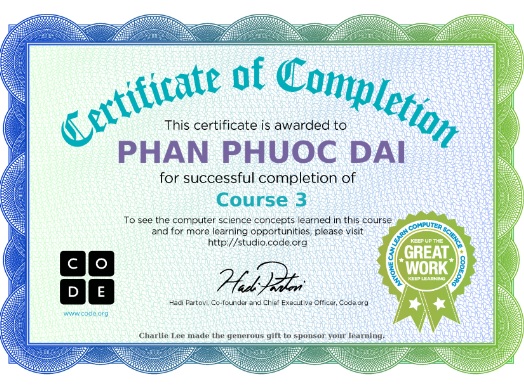 Certificate of Completion
This certificate is awarded to
PHAN PHUOC DAI
for successful completion of
Course 3
To see the computer science concepts learned in this course
and for more learning opportunities, please visit
http://studio.code.org
ANYONE CAN LEARN COMPUTER SCIENCE · CODE.ORG
KEEP UP THE
GREAT
WORK
KEEP LEARNING
C O
D E
www.code.org
Hadi Partovi
Hadi Partovi, Co-founder and Chief Executive Officer, Code.org
Charlie Lee made the generous gift to sponsor your learning.